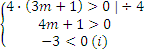 4 · (3m + 1) > 0 | ÷ 4
4m + 1 > 0
−3 < 0 (i)